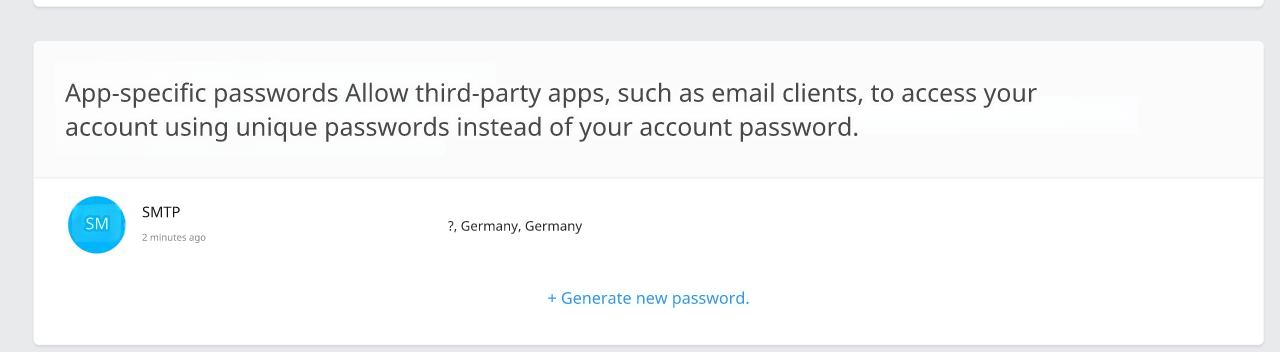 App-specific passwords Allow third-party apps, such as email clients, to access your
account using unique passwords instead of your account password.
SM
SMTP
2 minutes ago
?, Germany, Germany
+ Generate new password.